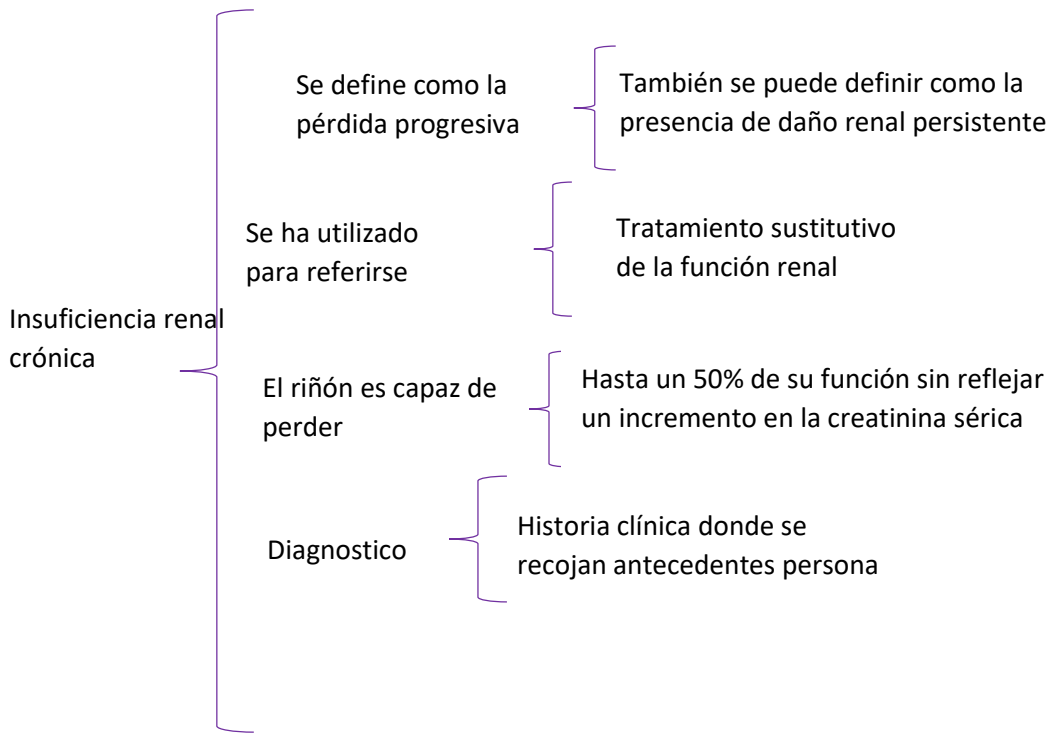 Insuficiencia renal
crónica
Se define como la
pérdida progresiva
También se puede definir como la
presencia de daño renal persistente
Se ha utilizado
para referirse
Tratamiento sustitutivo
de la función renal
El riñón es capaz de
perder
Hasta un 50% de su función sin reflejar
un incremento en la creatinina sérica
Diagnostico
Historia clínica donde se
recojan antecedentes persona